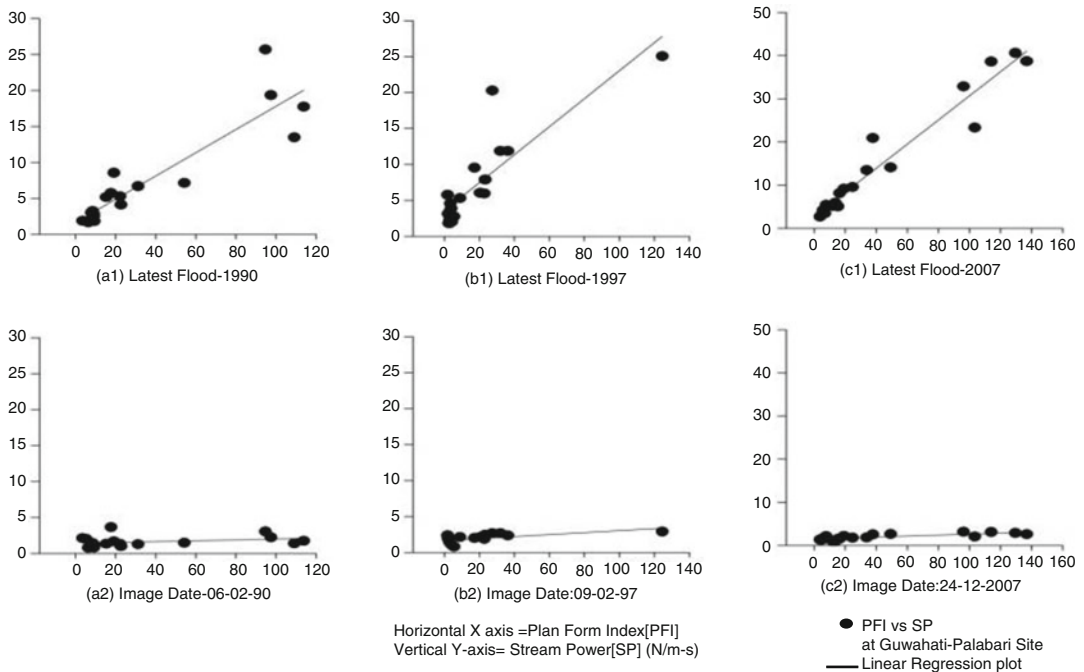 30
25
20
15
10
5
0
0 20 40 60 80 100 120
(a1) Latest Flood-1990
30
25
20
15
10
5
0
0 20 40 60 80 100 120 140
(b1) Latest Flood-1997
50
40
30
20
10
0
0 20 40 60 80 100 120 140
(c1) Latest Flood-2007
30
25
20
15
10
5
0
0 20 40 60 80 100 120
(a2) Image Date-06-02-90
30
25
20
15
10
5
0
0 20 40 60 80 100 120 140
(b2) Image Date:09-02-97
50
40
30
20
10
0
0 20 40 60 80 100 120 140
(c2) Image Date:24-12-2007
Horizontal X axis =Plan Form Index[PFI]
Vertical Y-axis= Stream Power[SP] (N/m-s)
PFI vs SP
at Guwahati-Palabari Site
Linear Regression plot